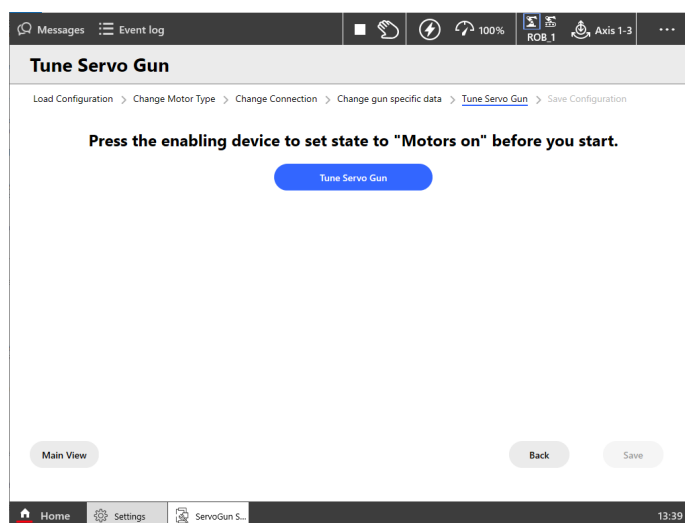 Messages Event log 100% ROB_1 Axis 1-3 ...
Tune Servo Gun
Load Configuration > Change Motor Type > Change Connection > Change gun specific data > Tune Servo Gun > Save Configuration
Press the enabling device to set state to "Motors on" before you start.
Tune Servo Gun
Main View Back Save
Home Settings ServoGun S... 13:39